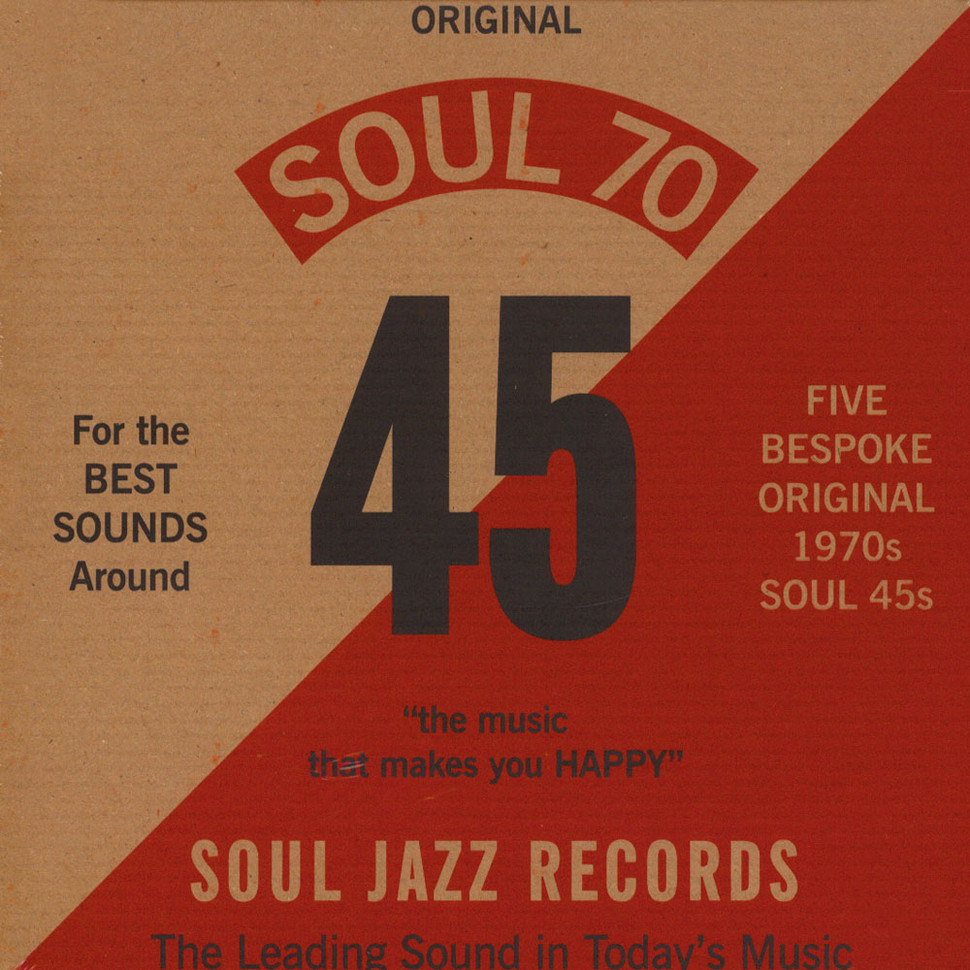 ORIGINAL
SOUL 70
45
For the
BEST
SOUNDS
Around
FIVE
BESPOKE
ORIGINAL
1970s
SOUL 45s
“the music
that makes you HAPPY”
SOUL JAZZ RECORDS
The Leading Sound in Today's Music